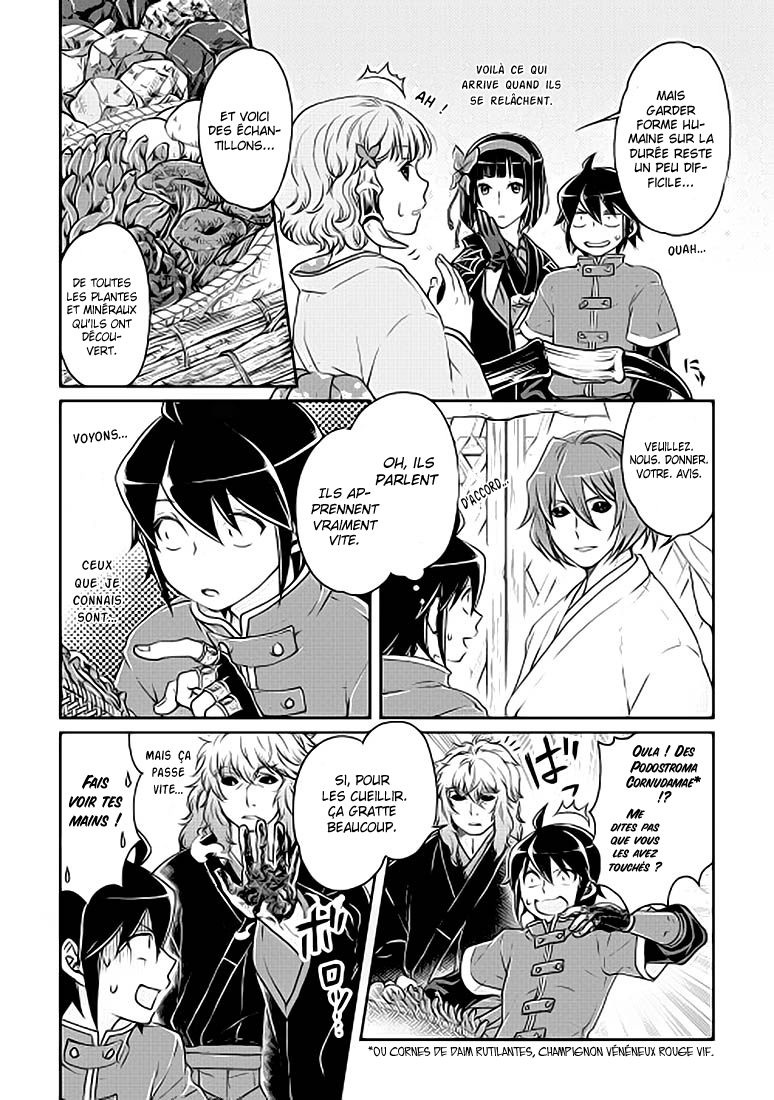 MAIS
GARDER
FORME HU-
MAINE SUR LA
DURÉE RESTE
UN PEU DIF-
FICILE...
OUAH...
VOILÀ CE QUI
ARRIVE QUAND ILS
SE RELÂCHENT.
AH !
ET VOICI
DES ÉCHAN-
TILLONS...
DE TOUTES
LES PLANTES
ET MINÉRAUX
QU'ILS ONT
DÉCOU-
VERT.
VEUILLEZ.
NOUS. DONNER.
VOTRE. AVIS.
D'ACCORD...
OH, ILS
PARLENT
ILS AP-
PRENNENT
VRAIMENT
VITE.
VOYONS...
CEUX
QUE JE
CONNAIS
SONT...
OULA ! DES
PODOSTROMA
CORNUDAMAE*
!?
ME
DITES PAS
QUE VOUS
LES AVEZ
TOUCHÉS ?
ばっ
SI, POUR
LES CUEILLIR.
ÇA GRATTE
BEAUCOUP.
MAIS ÇA
PASSE
VITE...
ボロッ...
FAIS
VOIR TES
MAINS !
*OU CORNES DE DAIM RUTILANTES, CHAMPIGNON VÉNÉNEUX ROUGE VIF.